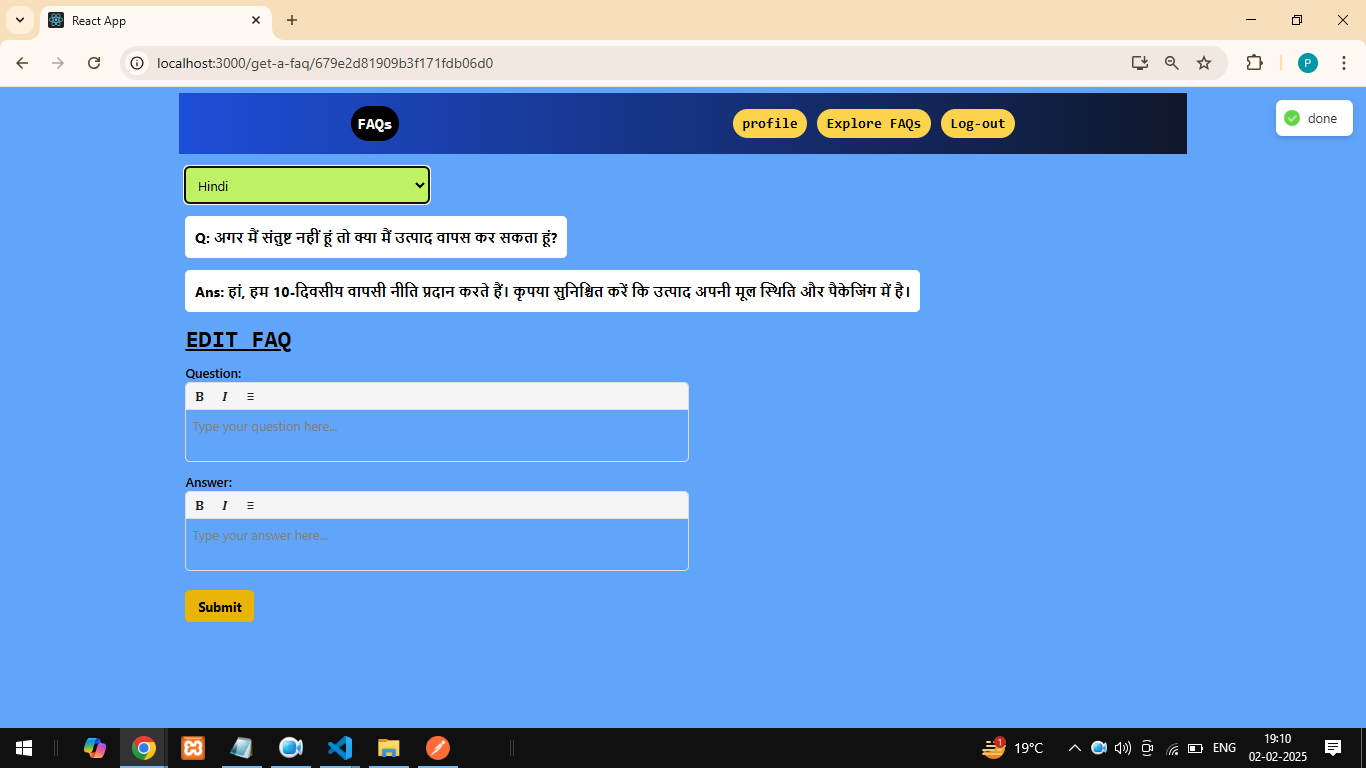 React App
localhost:3000/get-a-faq/679e2d81909b3f171fdb06d0
P
FAQs
profile
Explore FAQs
Log-out
done
Hindi
Q: अगर मैं संतुष्ट नहीं हूं तो क्या मैं उत्पाद वापस कर सकता हूं?
Ans: हां, हम 10-दिवसीय वापसी नीति प्रदान करते हैं। कृपया सुनिश्चित करें कि उत्पाद अपनी मूल स्थिति और पैकेजिंग में है।
EDIT FAQ
Question:
B I
Type your question here...
Answer:
B I
Type your answer here...
Submit
1
19°C
ENG
19:10
02-02-2025